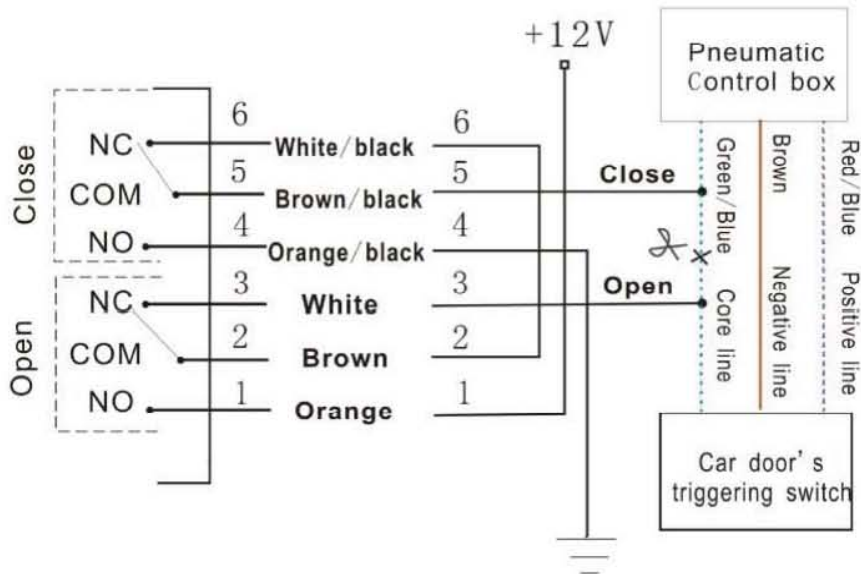 +12V
Pneumatic
Control box
Close
NC
COM
NO
6
5
4
White/black
Brown/black
Orange/black
6
5
4
Close
Open
NC
COM
NO
3
2
1
White
Brown
Orange
3
2
1
Open
Green/Blue Core line
Brown Negative line
Red/Blue Positive line
Car door's
triggering switch